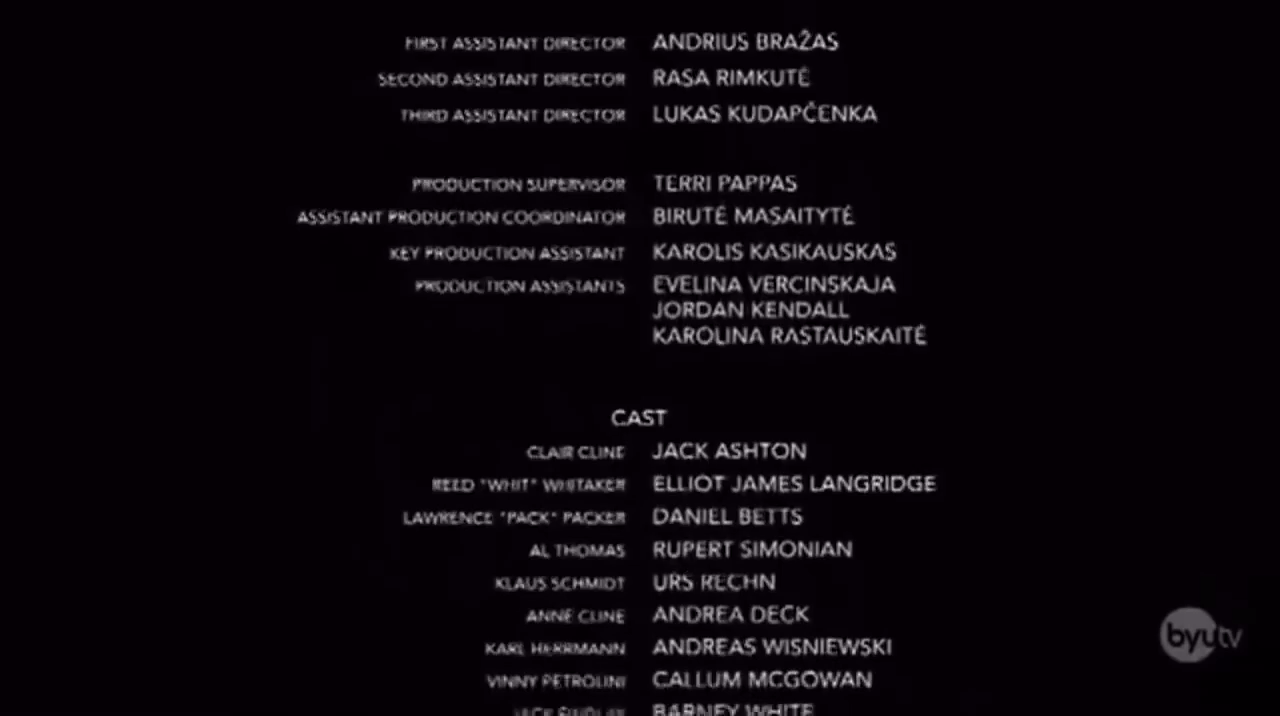 FIRST ASSISTANT DIRECTOR ANDRIUS BRAŽAS
SECOND ASSISTANT DIRECTOR RASA RIMKUTĖ
THIRD ASSISTANT DIRECTOR LUKAS KUDAPČENKA
PRODUCTION SUPERVISOR TERRI PAPPAS
ASSISTANT PRODUCTION COORDINATOR BIRUTĖ MASAITYTĖ
KEY PRODUCTION ASSISTANT KAROLIS KASIKAUSKAS
PRODUCTION ASSISTANTS EVELINA VERCINSKAJA
JORDAN KENDALL
KAROLINA RASTAUSKAITĖ
CAST
CLAIR CLINE JACK ASHTON
REED "WHIT" WHITAKER ELLIOT JAMES LANGRIDGE
LAWRENCE "PACK" PACKER DANIEL BETTS
AL THOMAS RUPERT SIMONIAN
KLAUS SCHMIDT URS RECHN
ANNE CLINE ANDREA DECK
KARL HERRMANN ANDREAS WISNIEWSKI
VINNY PETROLINI CALLUM MCGOWAN
BARNEY WHITE
byutv